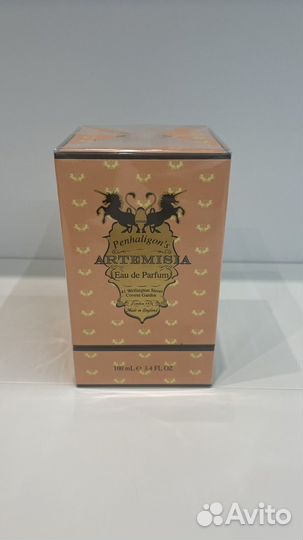 Penhaligon's
ARTEMISIA
Eau de Parfum
41 Wellington Street
Covent Garden
London
Made in England
100 mL ℮ 3.4 FL OZ
Avito